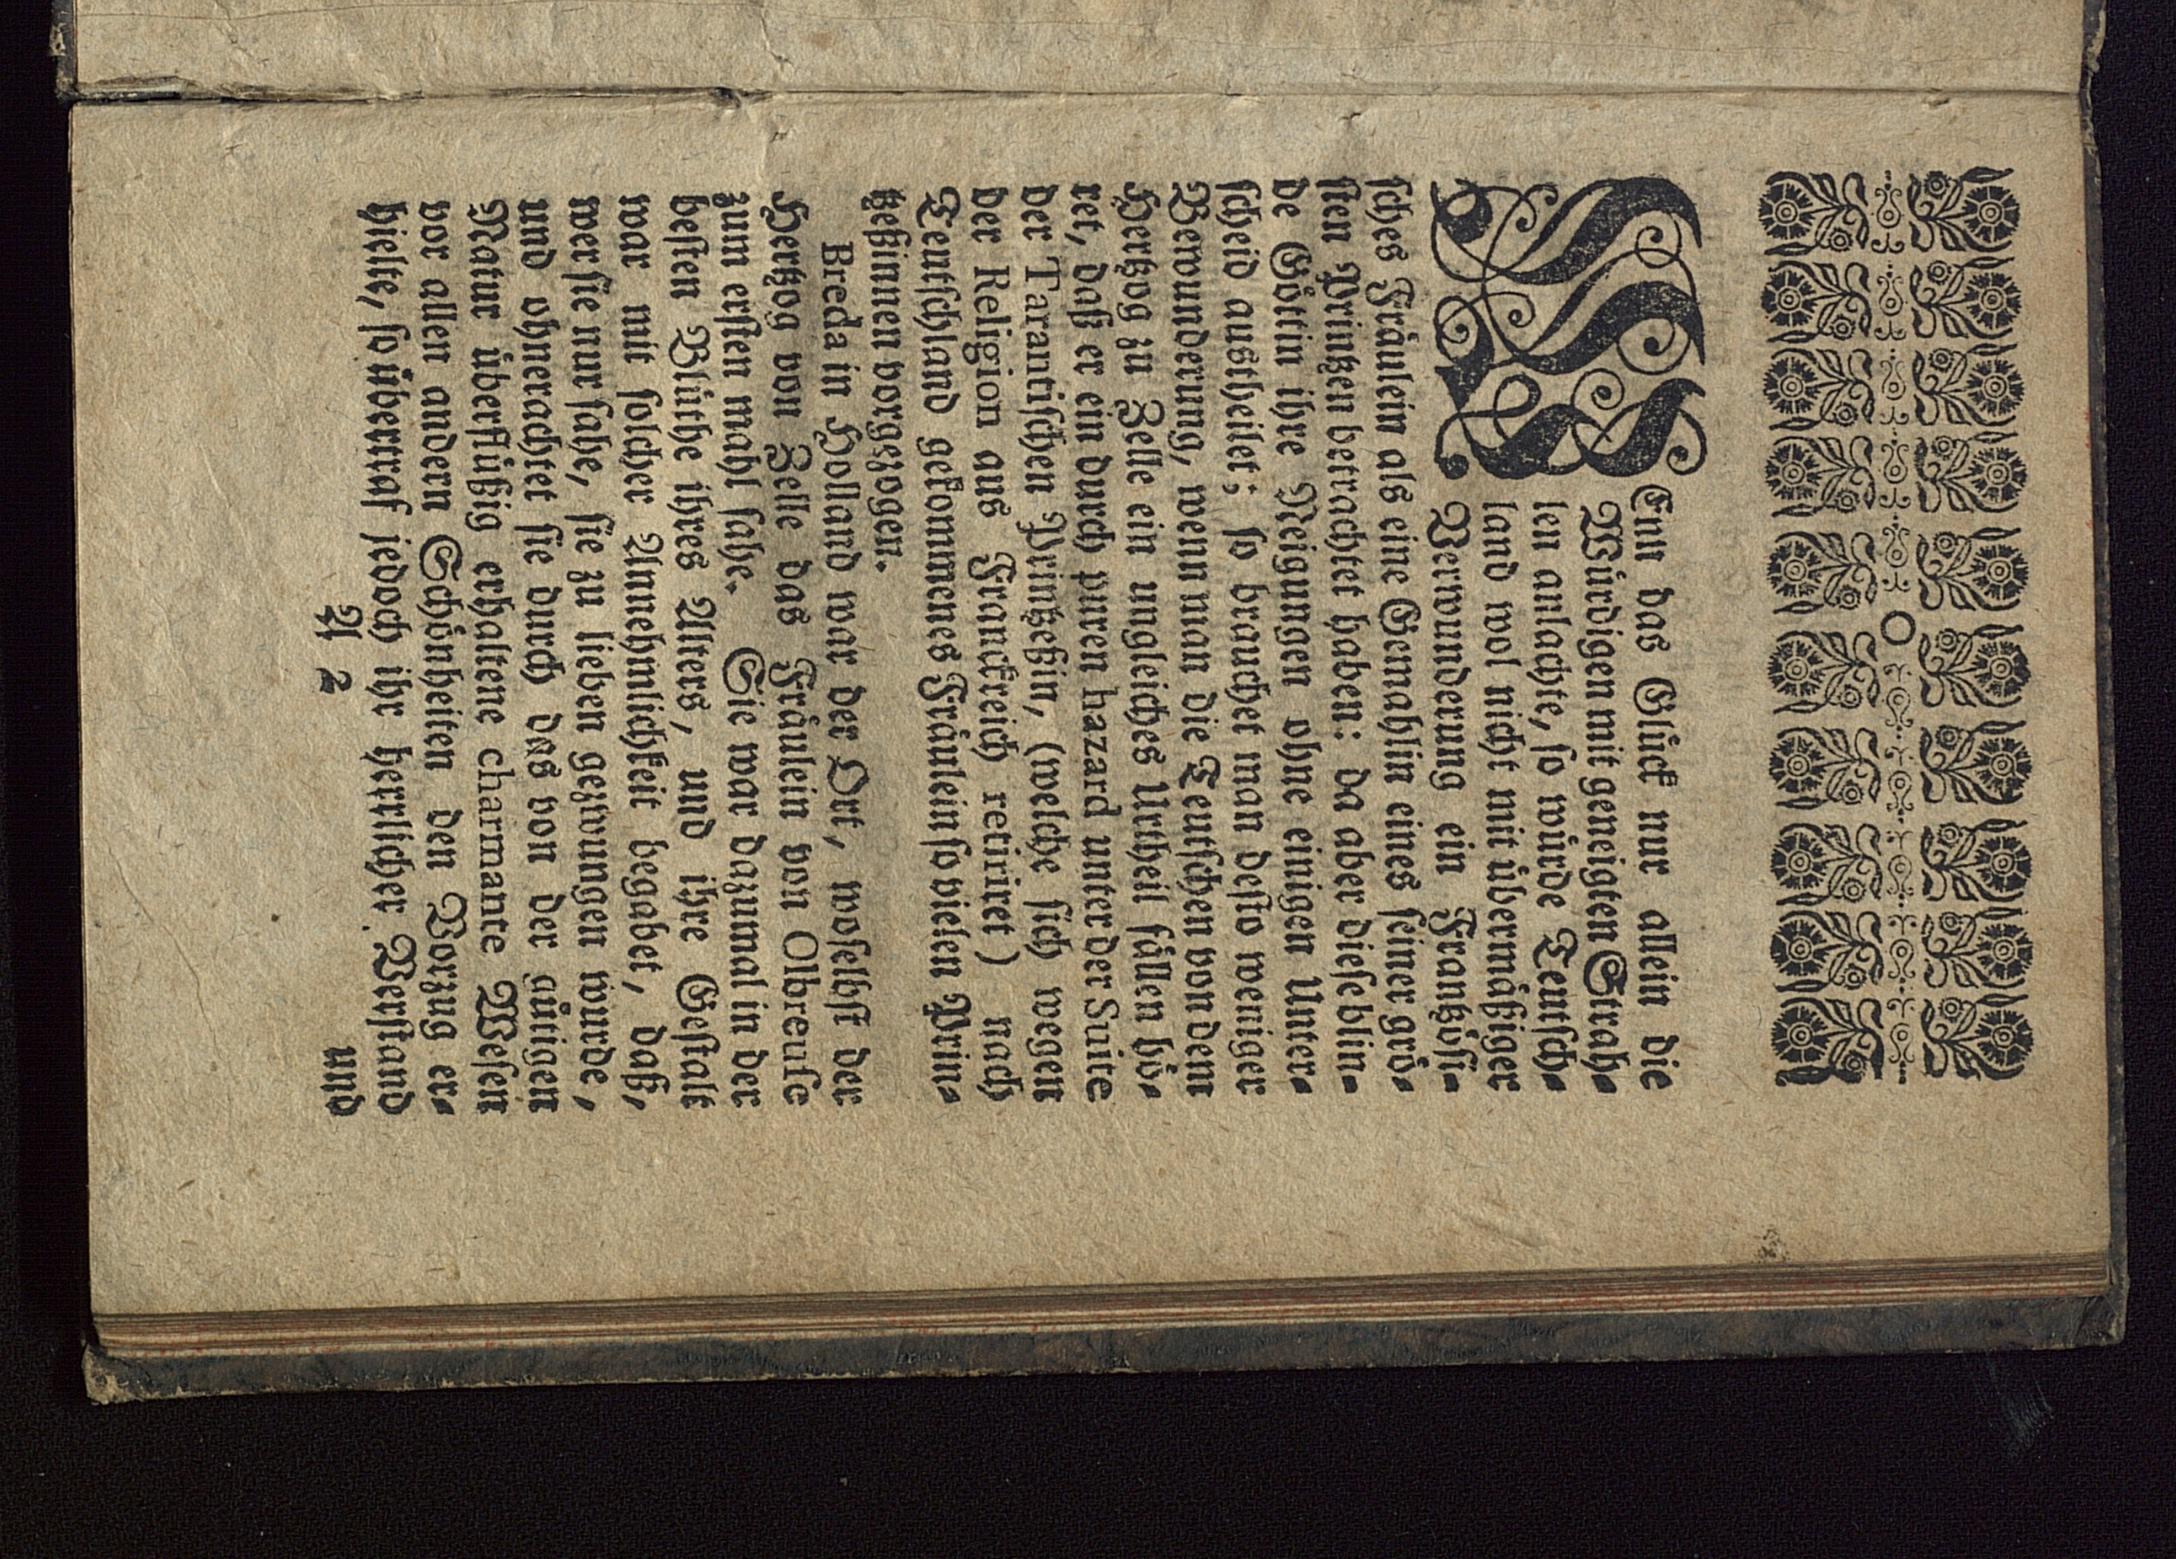 WEnn das Glück nur allein die
Würdigen mit geneigten Strah-
len anlachte, so würde Teutsch-
land wol nicht mit übermäßiger
Verwunderung ein Frantzösi-
sches Fräulein als eine Gemahlin eines seiner grö-
sten Printzen betrachtet haben: da aber diese blin-
de Göttin ihre Neigungen ohne einigen Unter-
scheid austheilet; so brauchet man desto weniger
Verwunderung, wenn man die Teutschen von dem
Hertzog zu Zelle ein ungleiches Urtheil fällen hö-
ret, daß er ein durch puren hazard unter der Suite
der Tarantischen Printzeßin, (welche sich wegen
der Religion aus Franckreich retiriret) nach
Teutschland gekommenes Fräulein so vielen Prin-
tzeßinnen vorgezogen.
Breda in Holland war der Ort, woselbst der
Hertzog von Zelle das Fräulein von Olbreuse
zum ersten mahl sahe. Sie war dazumal in der
besten Blüthe ihres Alters, und ihre Gestalt
war mit solcher Annehmlichkeit begabet, daß,
wer sie nur sahe, sie zu lieben gezwungen wurde,
und ohnerachtet sie durch das von der gütigen
Natur überflüßig erhaltene charmante Wesen
vor allen andern Schönheiten den Vorzug er-
hielte, so übertraf jedoch ihr herrlicher Verstand
A 2 und